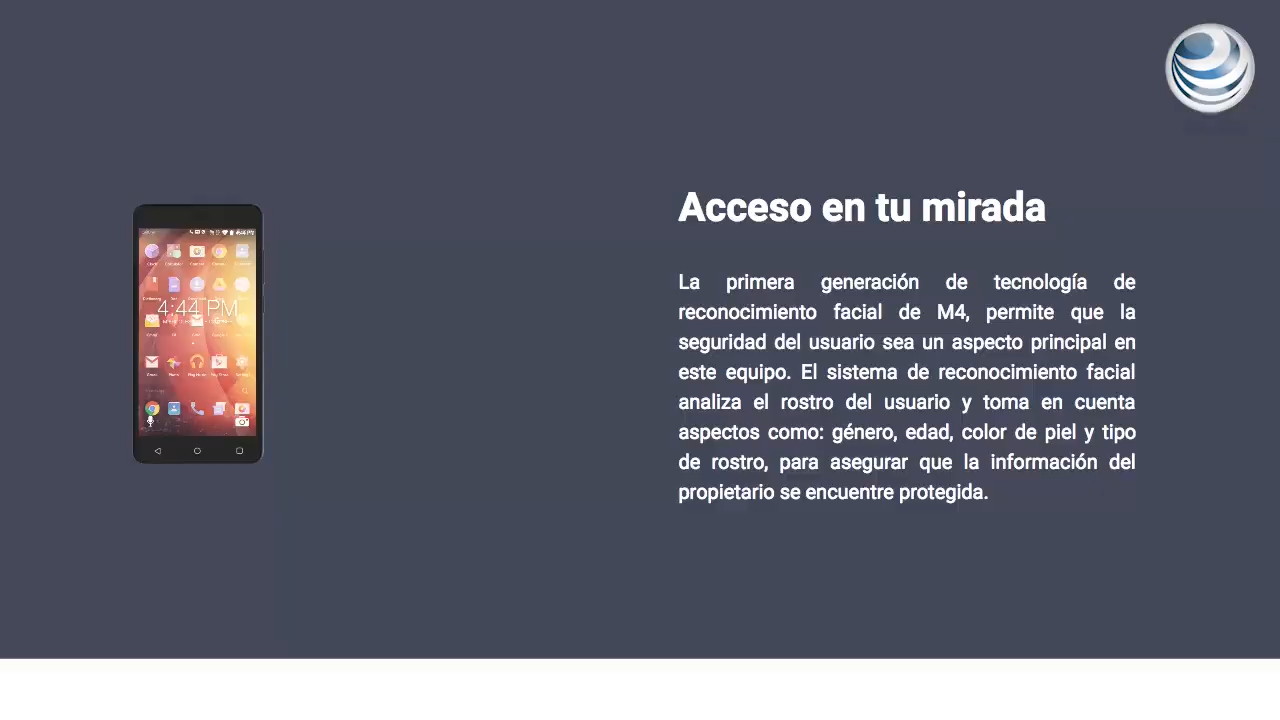 Acceso en tu mirada
La primera generación de tecnología de
reconocimiento facial de M4, permite que la
seguridad del usuario sea un aspecto principal en
este equipo. El sistema de reconocimiento facial
analiza el rostro del usuario y toma en cuenta
aspectos como: género, edad, color de piel y tipo
de rostro, para asegurar que la información del
propietario se encuentre protegida.
4:44 PM